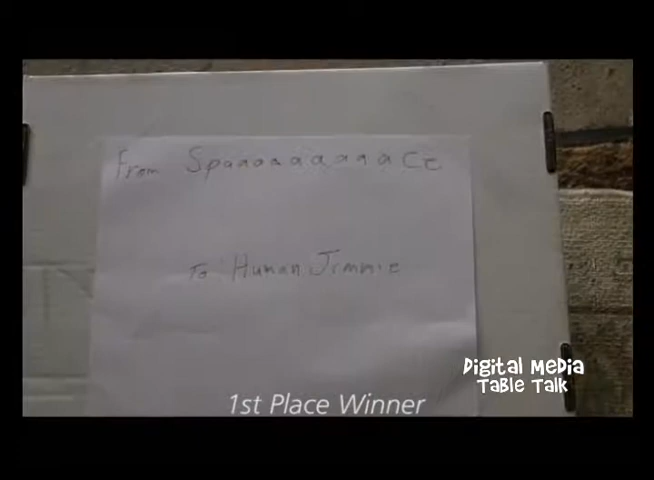 From Spaaaaaaaaace
To Human Jimmie
Digital Media
Table Talk
1st Place Winner